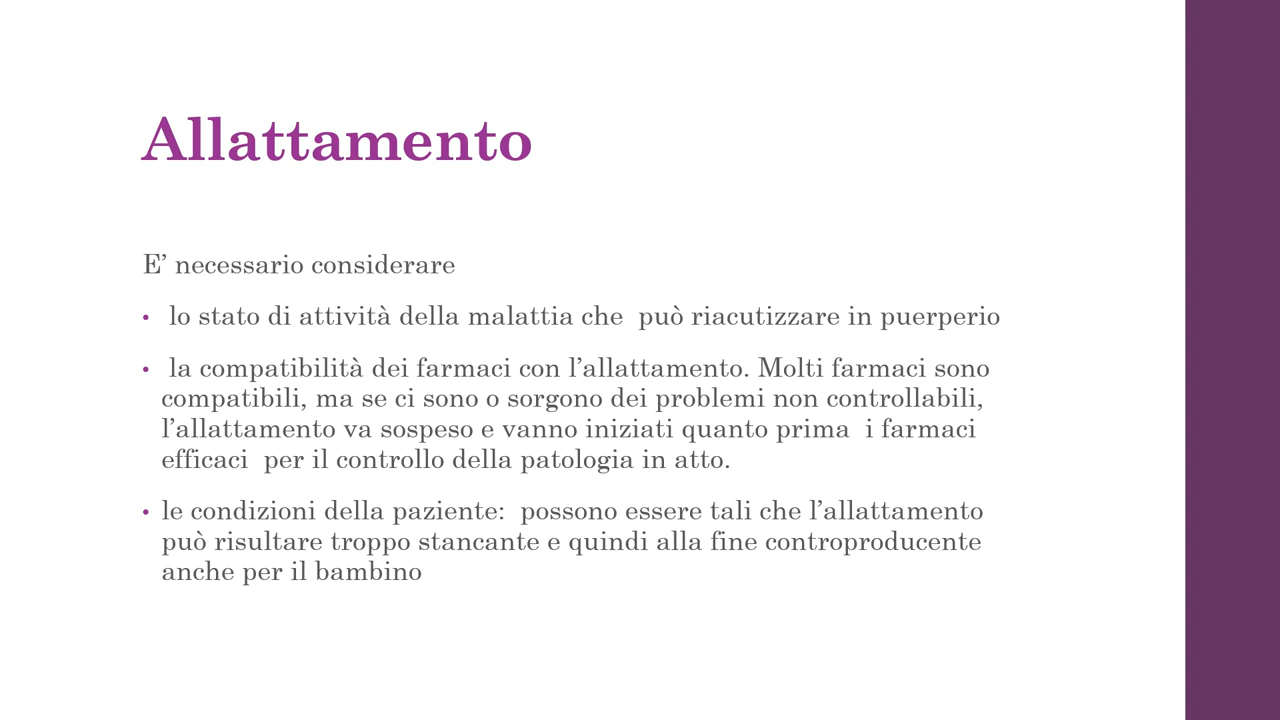 Allattamento
E’ necessario considerare
• lo stato di attività della malattia che può riacutizzare in puerperio
• la compatibilità dei farmaci con l’allattamento. Molti farmaci sono
compatibili, ma se ci sono o sorgono dei problemi non controllabili,
l’allattamento va sospeso e vanno iniziati quanto prima i farmaci
efficaci per il controllo della patologia in atto.
• le condizioni della paziente: possono essere tali che l’allattamento
può risultare troppo stancante e quindi alla fine controproducente
anche per il bambino